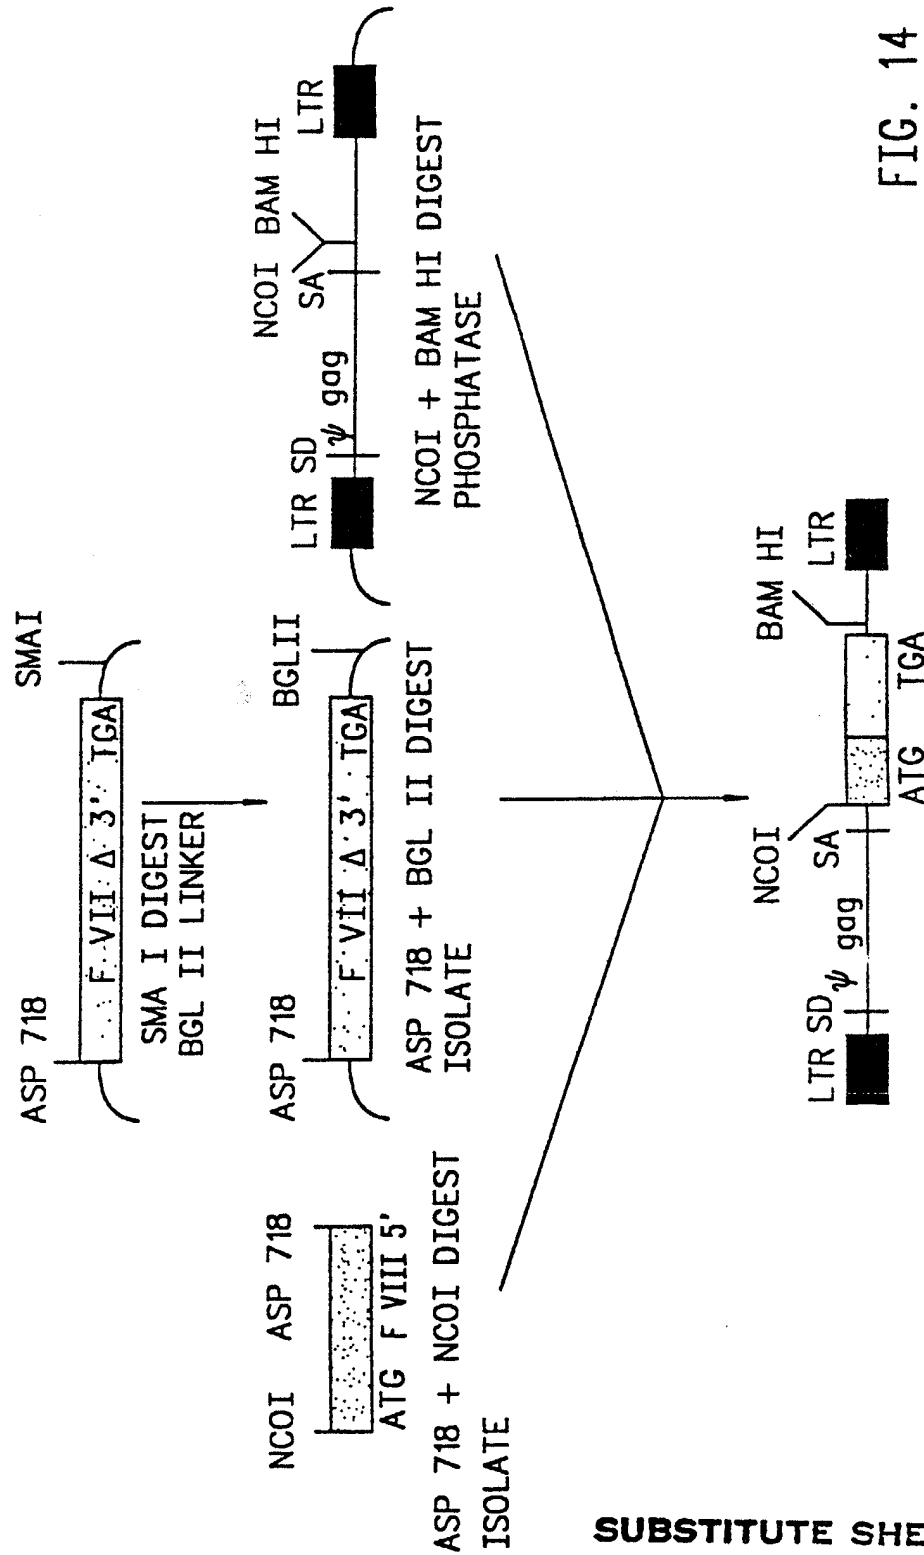 ASP 718
SMAI
F VII Δ 3' TGA
SMA I DIGEST
BGL II LINKER
NCOI ASP 718
ATG F VIII 5'
ASP 718 + NCOI DIGEST
ISOLATE
ASP 718
BGLII
F VII Δ 3' TGA
ASP 718 + BGL II DIGEST
ISOLATE
NCOI BAM HI
LTR SD ψ gag SA LTR
NCOI + BAM HI DIGEST
PHOSPHATASE
NCOI BAM HI
LTR SD ψ gag SA LTR
ATG TGA
FIG. 14
SUBSTITUTE SHE